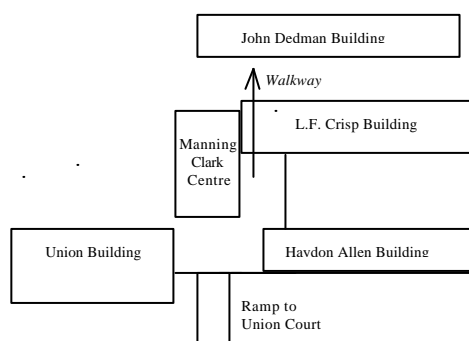 John Dedman Building
Walkway
L.F. Crisp Building
Manning
Clark
Centre
Union Building
Haydon Allen Building
Ramp to
Union Court